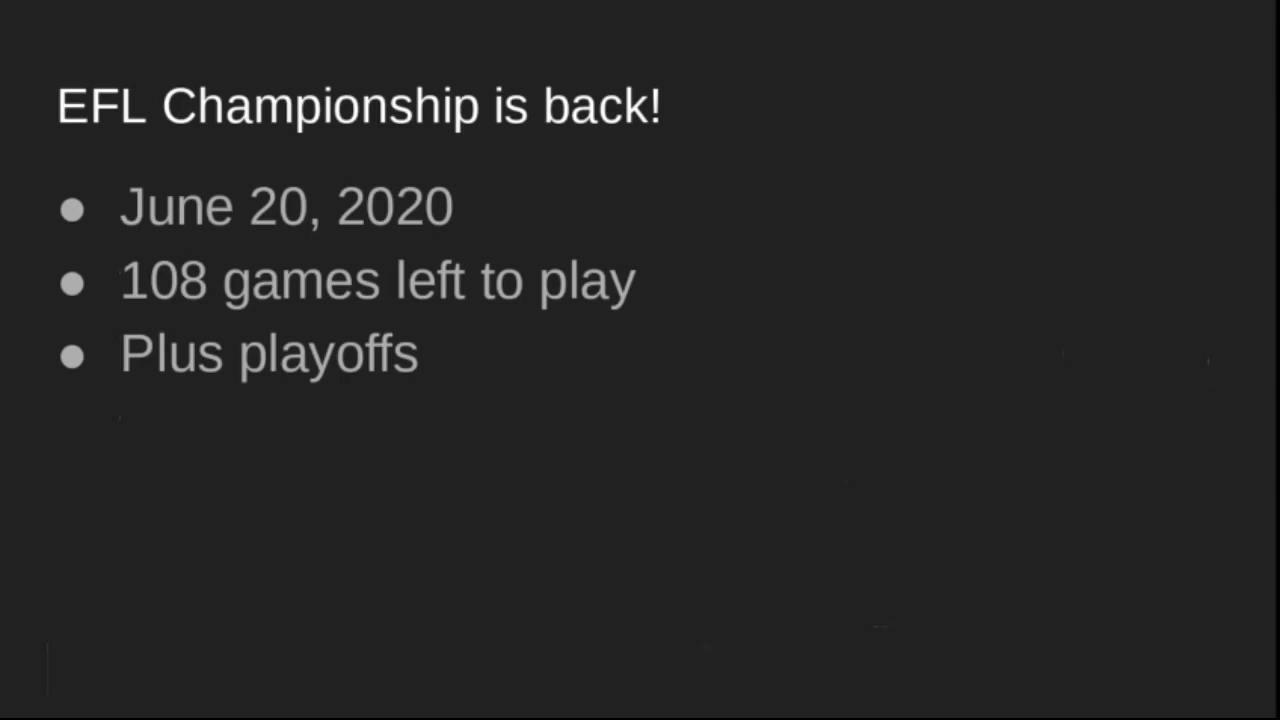 EFL Championship is back!
● June 20, 2020
● 108 games left to play
● Plus playoffs